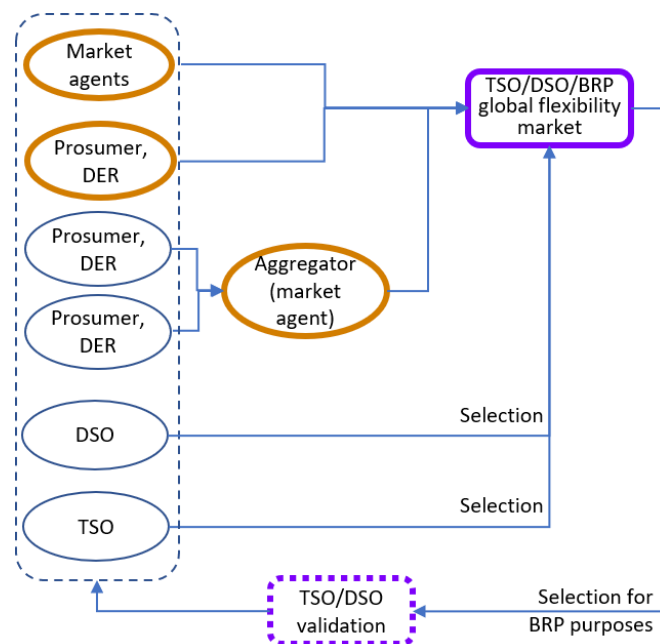 Market
agents
TSO/DSO/BRP
global flexibility
market
Prosumer,
DER
Prosumer,
DER
Aggregator
(market
agent)
Prosumer,
DER
Selection
DSO
Selection
TSO
TSO/DSO
validation
Selection for
BRP purposes